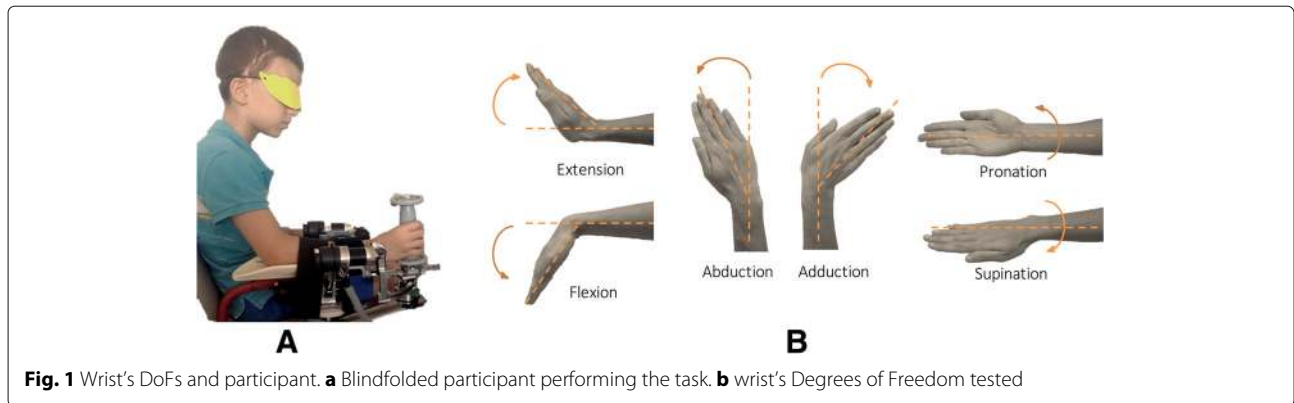 Extension
Flexion
Abduction
Adduction
Pronation
Supination
A
B
Fig. 1 Wrist's DoFs and participant. a Blindfolded participant performing the task. b wrist's Degrees of Freedom tested